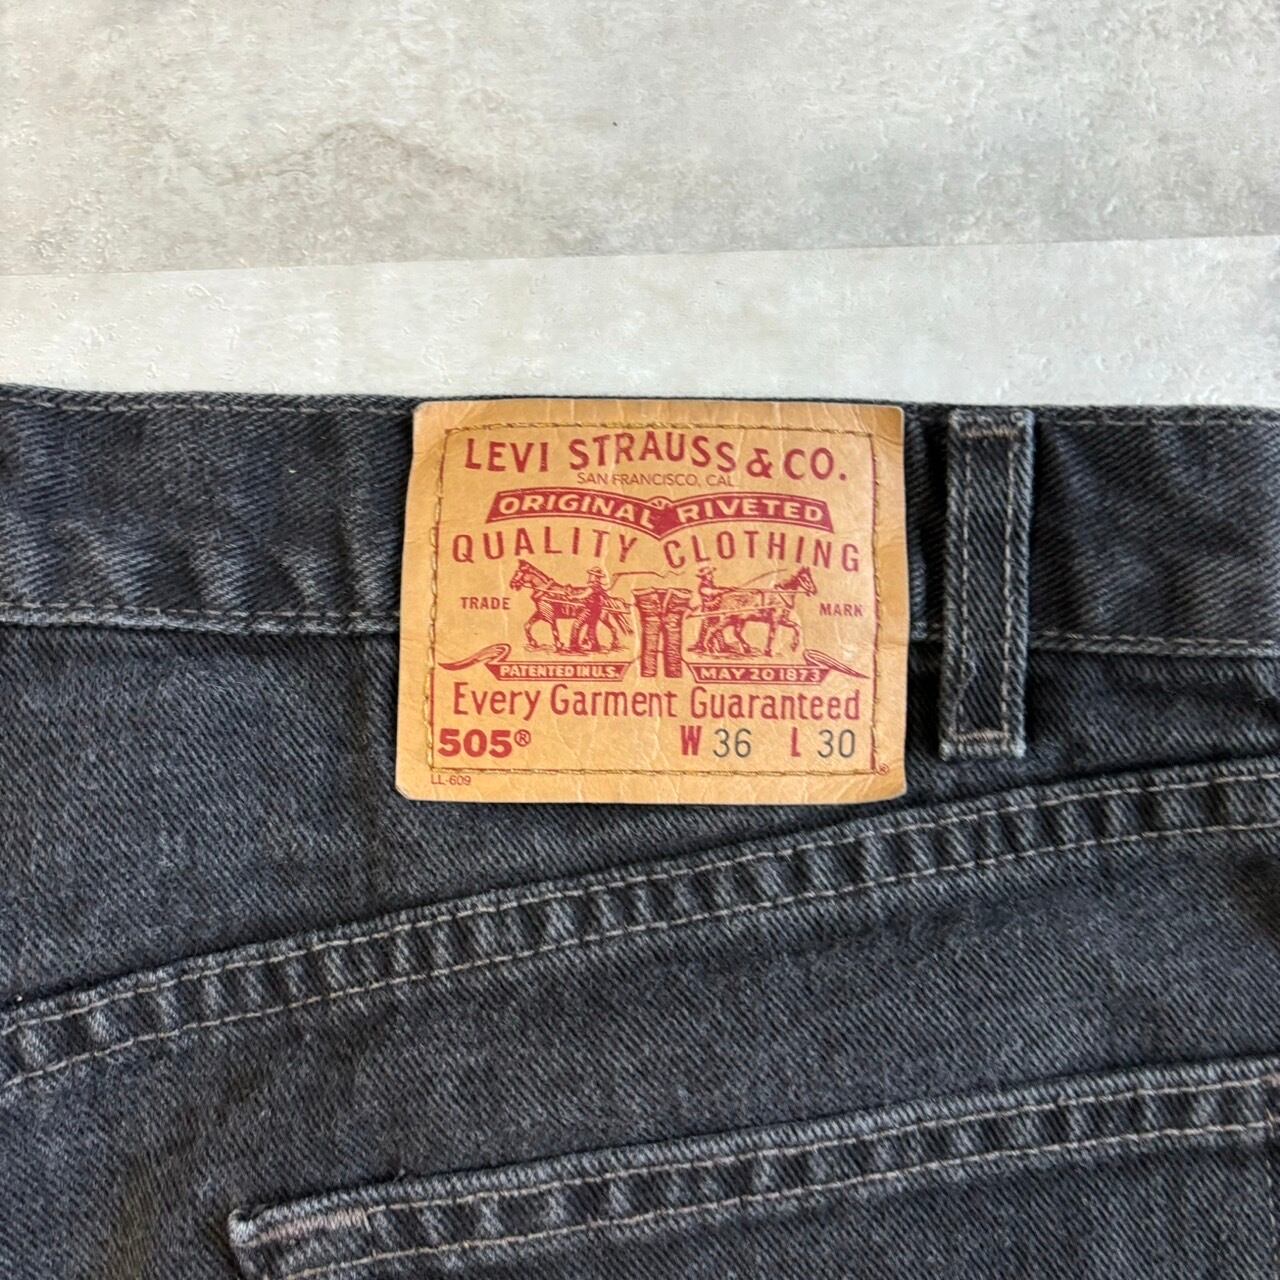 LEVI STRAUSS & CO.
SAN FRANCISCO, CAL
ORIGINAL RIVETED
QUALITY CLOTHING
TRADE MARK
PATENTED IN U.S. MAY 20 1873
Every Garment Guaranteed
505® W 36 L 30
LL-609 ®